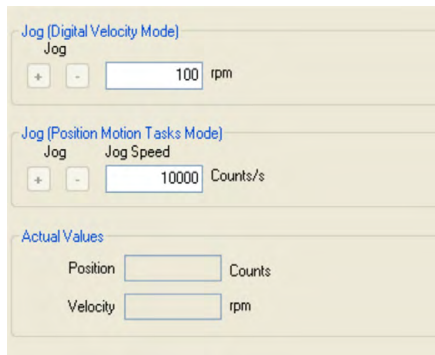 Jog (Digital Velocity Mode)
Jog
+ - 100 rpm
Jog (Position Motion Tasks Mode)
Jog Jog Speed
+ - 10000 Counts/s
Actual Values
Position Counts
Velocity rpm